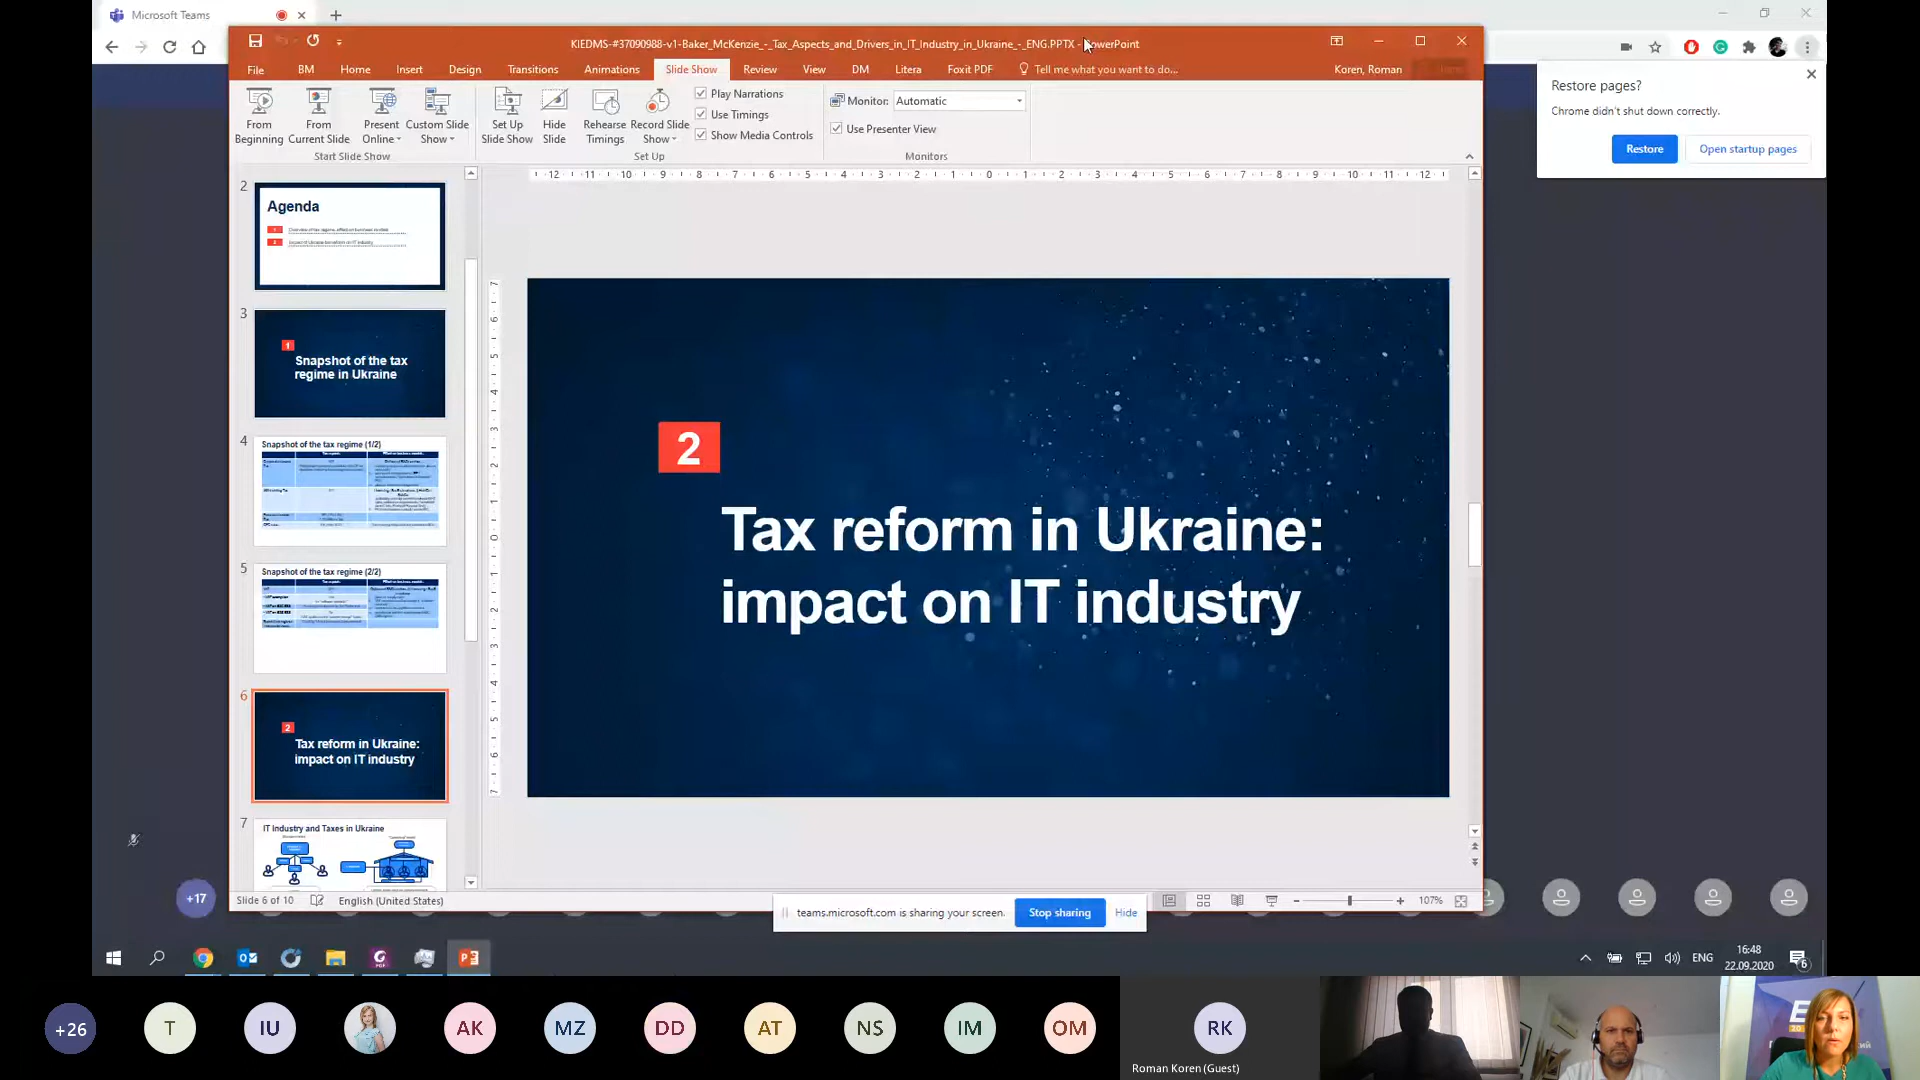 Microsoft Teams
KIEDMS-#37090988-v1-Baker_McKenzie_-_Tax_Aspects_and_Drivers_in_IT_Industry_in_Ukraine_-_ENG.PPTX - PowerPoint
File BM Home Insert Design Transitions Animations Slide Show Review View DM Litera Foxit PDF Tell me what you want to do... Koren, Roman
From Beginning
From Current Slide
Present Online
Custom Slide Show
Start Slide Show
Set Up Slide Show
Hide Slide
Rehearse Timings
Record Slide Show
Play Narrations
Use Timings
Show Media Controls
Set Up
Monitor: Automatic
Use Presenter View
Monitors
Restore pages?
Chrome didn't shut down correctly.
Restore Open startup pages
2
Agenda
3
1
Snapshot of the tax
regime in Ukraine
4
Snapshot of the tax regime (1/2)
5
Snapshot of the tax regime (2/2)
6
2
Tax reform in Ukraine:
impact on IT industry
7
IT Industry and Taxes in Ukraine
2
Tax reform in Ukraine:
impact on IT industry
+17
Slide 6 of 10 English (United States)
107%
teams.microsoft.com is sharing your screen. Stop sharing Hide
ENG
16:48
22.09.2020
6
+26 T IU AK MZ DD AT NS IM OM RK
Roman Koren (Guest)